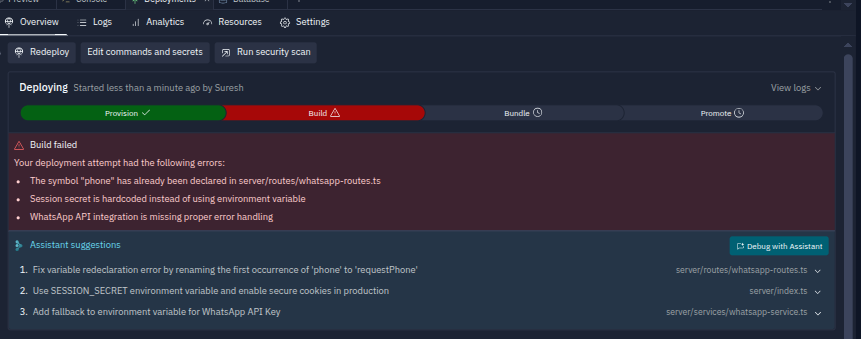 Preview Console Deployments Database
Overview Logs Analytics Resources Settings
Redeploy Edit commands and secrets Run security scan
Deploying Started less than a minute ago by Suresh View logs
Provision Build Bundle Promote
Build failed
Your deployment attempt had the following errors:
• The symbol "phone" has already been declared in server/routes/whatsapp-routes.ts
• Session secret is hardcoded instead of using environment variable
• WhatsApp API integration is missing proper error handling
Assistant suggestions Debug with Assistant
1. Fix variable redeclaration error by renaming the first occurrence of 'phone' to 'requestPhone' server/routes/whatsapp-routes.ts
2. Use SESSION_SECRET environment variable and enable secure cookies in production server/index.ts
3. Add fallback to environment variable for WhatsApp API Key server/services/whatsapp-service.ts